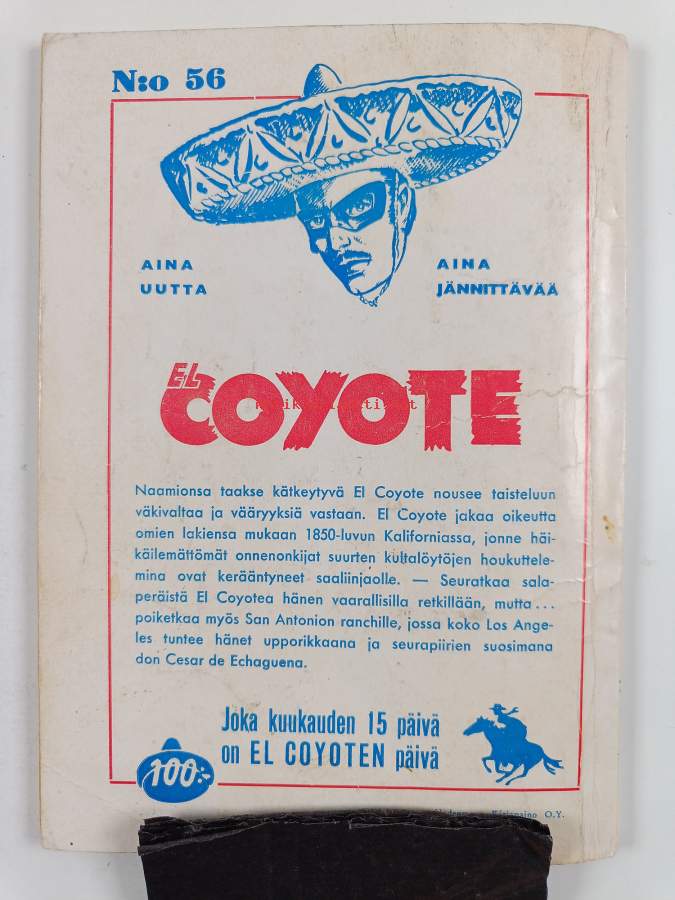 N:o 56
AINA
UUTTA
AINA
JÄNNITTÄVÄÄ
EL
COYOTE
Naamionsa taakse kätkeytyvä El Coyote nousee taisteluun
väkivaltaa ja vääryyksiä vastaan. El Coyote jakaa oikeutta
omien lakiensa mukaan 1850-luvun Kaliforniassa, jonne häi-
käilemättömät onnenonkijat suurten kultalöytöjen houkuttele-
mina ovat kerääntyneet saaliinjaolle. — Seuratkaa sala-
peräistä El Coyotea hänen vaarallisilla retkillään, mutta...
poiketkaa myös San Antonion ranchille, jossa koko Los Ange-
les tuntee hänet upporikkaana ja seurapiirien suosimana
don Cesar de Echaguena.
Joka kuukauden 15 päivä
on EL COYOTEN päivä
100:-
Kirjapaino O.Y.